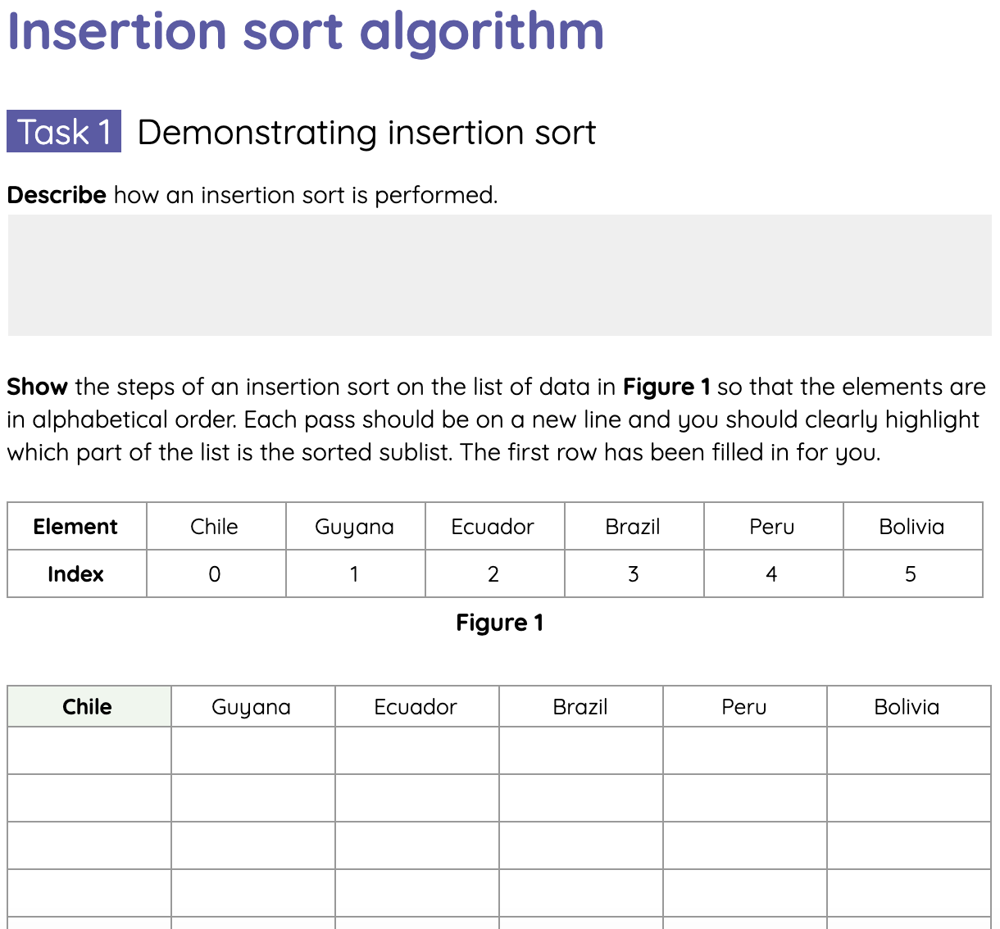 Insertion sort algorithm
Task 1 Demonstrating insertion sort
Describe how an insertion sort is performed.
Show the steps of an insertion sort on the list of data in Figure 1 so that the elements are
in alphabetical order. Each pass should be on a new line and you should clearly highlight
which part of the list is the sorted sublist. The first row has been filled in for you.
Element Chile Guyana Ecuador Brazil Peru Bolivia
Index 0 1 2 3 4 5
Figure 1
Chile Guyana Ecuador Brazil Peru Bolivia